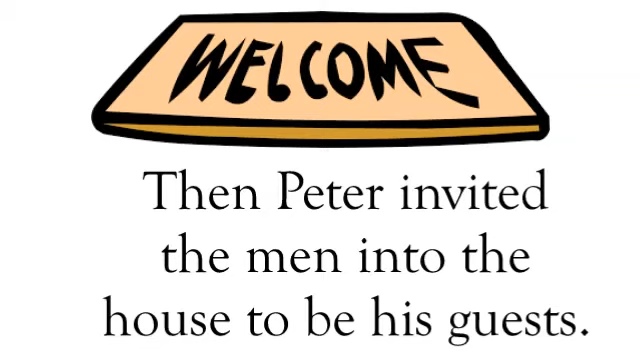 WELCOME
Then Peter invited
the men into the
house to be his guests.